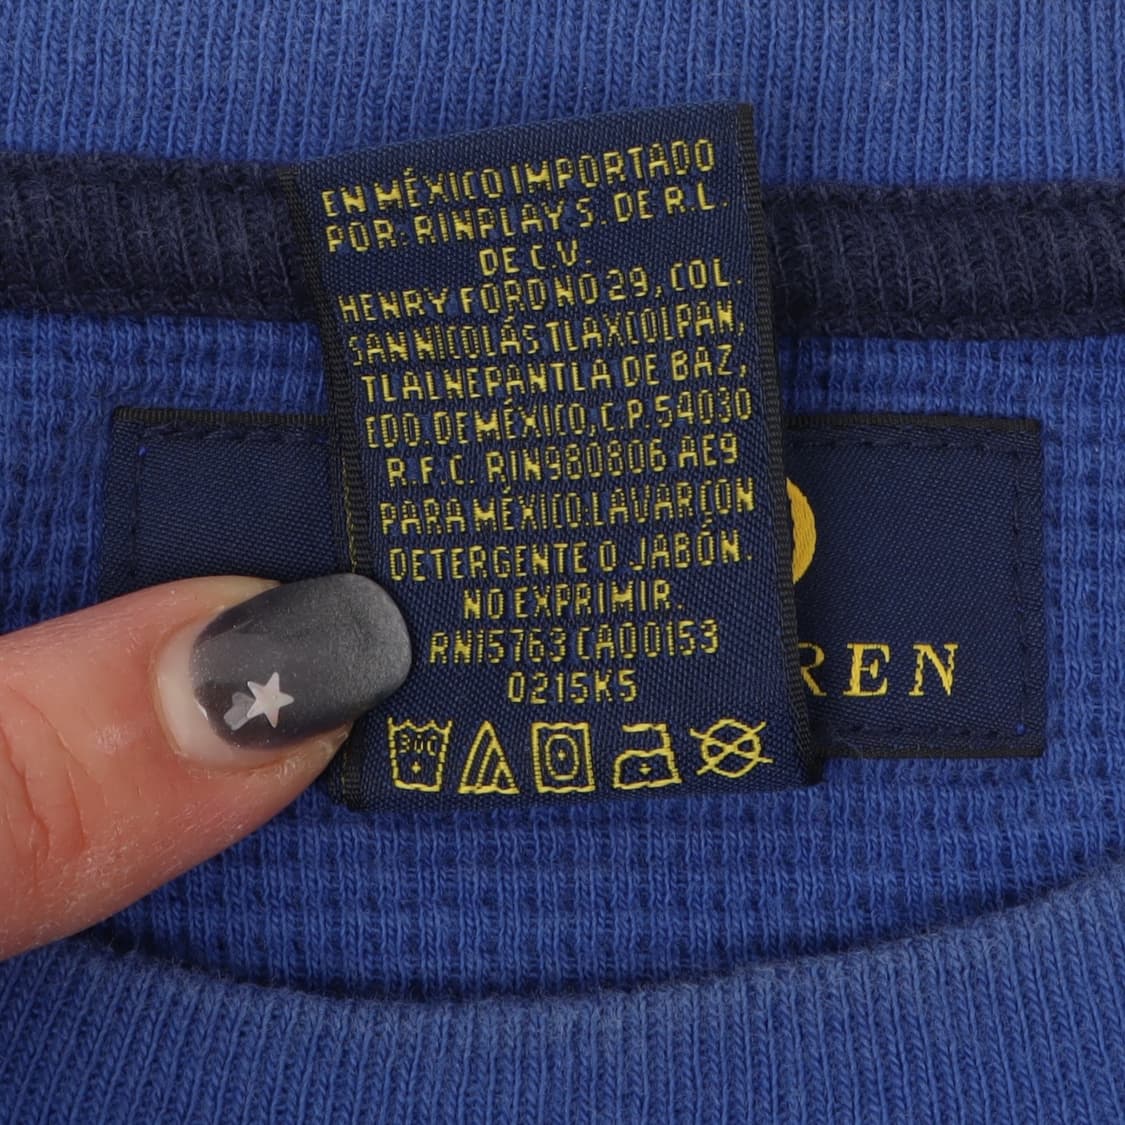 EN MÉXICO IMPORTADO
POR: RINPLAY S. DE R.L.
DE C.V.
HENRY FORD NO 29, COL.
SAN NICOLÁS TLAXCOLPAN,
TLALNEPANTLA DE BAZ,
EDO. DE MÉXICO, C.P. 54030
R.F.C. RIN980806 AE9
PARA MÉXICO: LAVAR CON
DETERGENTE O JABÓN.
NO EXPRIMIR.
RN15763 CA00153
0215K5
30C
REN